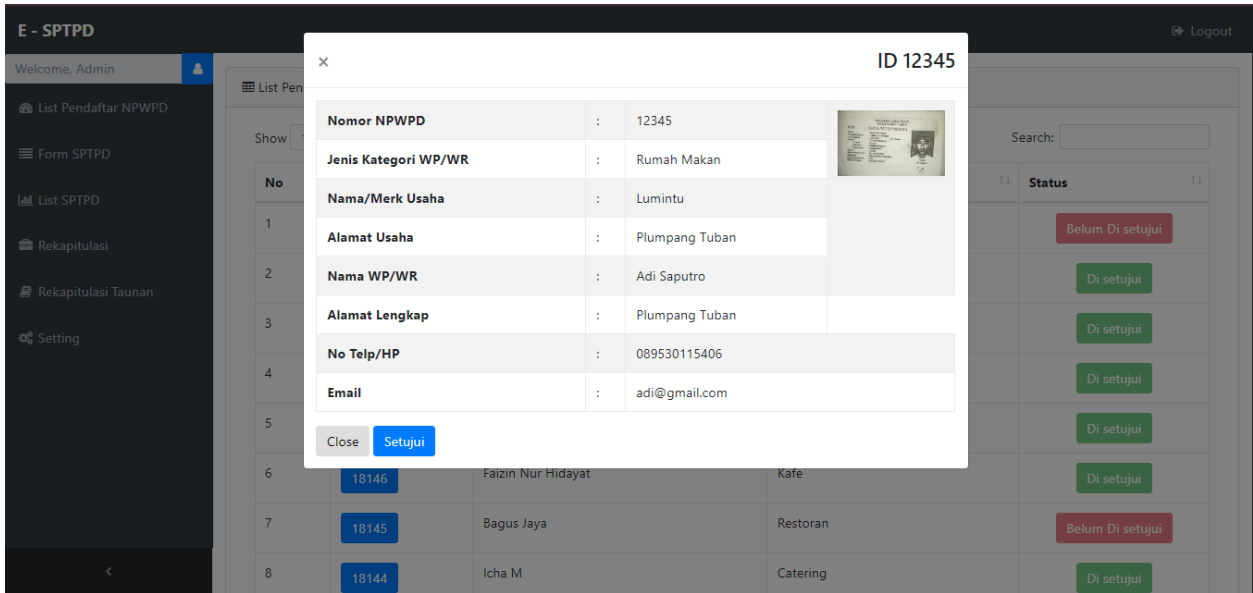 E - SPTPD
Logout
Welcome, Admin
List Pendaftar NPWPD
Form SPTPD
List SPTPD
Rekapitulasi
Rekapitulasi Taunan
Setting
List Pen
Show
Search:
No
Status
× ID 12345
Nomor NPWPD : 12345
Jenis Kategori WP/WR : Rumah Makan
Nama/Merk Usaha : Lumintu
Alamat Usaha : Plumpang Tuban
Nama WP/WR : Adi Saputro
Alamat Lengkap : Plumpang Tuban
No Telp/HP : 089530115406
Email : adi@gmail.com
Close Setujui
1 Belum Di setujui
2 Di setujui
3 Di setujui
4 Di setujui
5 Di setujui
6 18146 Faizin Nur Hidayat Kafe Di setujui
7 18145 Bagus Jaya Restoran Belum Di setujui
8 18144 Icha M Catering Di setujui